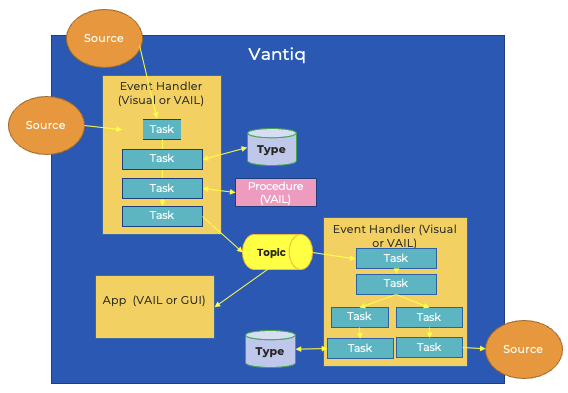 Source
Vantiq
Source
Event Handler
(Visual or VAIL)
Task
Task
Task
Task
Type
Procedure
(VAIL)
Topic
App (VAIL or GUI)
Type
Event Handler (Visual
or VAIL)
Task
Task
Task
Task
Task
Task
Source